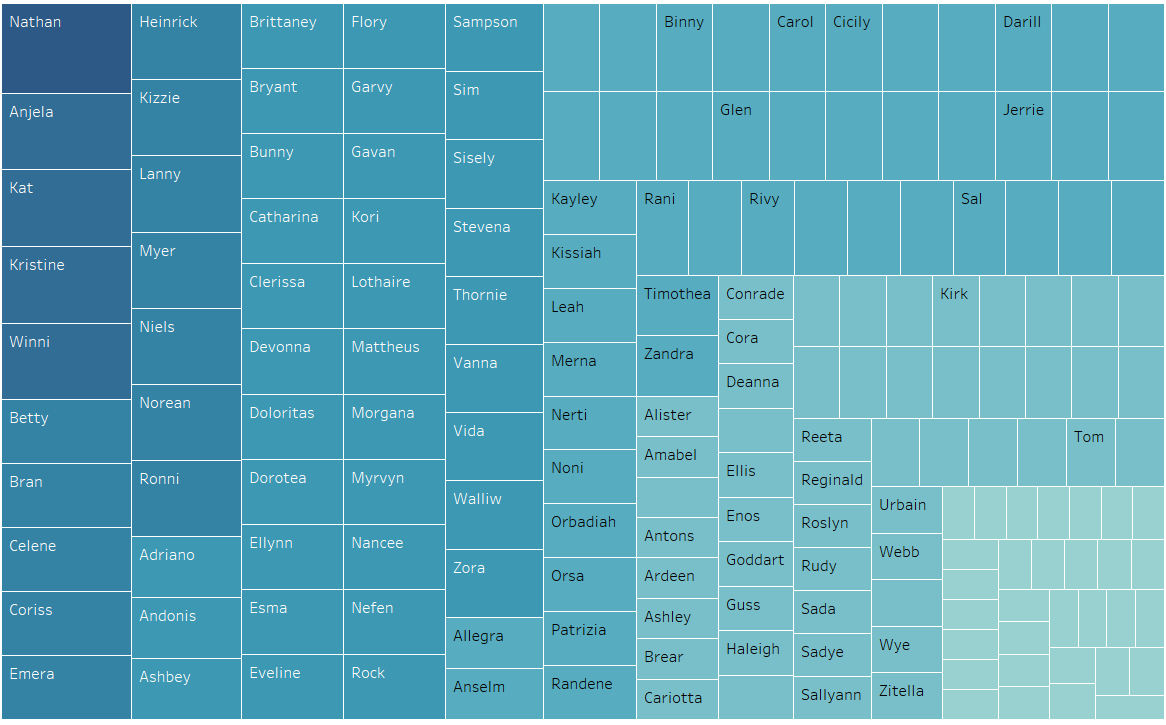 Nathan
Anjela
Kat
Kristine
Winni
Betty
Bran
Celene
Coriss
Emera
Heinrick
Kizzie
Lanny
Myer
Niels
Norean
Ronni
Adriano
Andonis
Ashbey
Brittaney
Bryant
Bunny
Catharina
Clerissa
Devonna
Doloritas
Dorotea
Ellynn
Esma
Eveline
Flory
Garvy
Gavan
Kori
Lothaire
Mattheus
Morgana
Myrvyn
Nancee
Nefen
Rock
Sampson
Sim
Sisely
Stevena
Thornie
Vanna
Vida
Walliw
Zora
Allegra
Anselm
Binny
Carol
Cicily
Darill
Glen
Jerrie
Kayley
Kissiah
Leah
Merna
Nerti
Noni
Orbadiah
Orsa
Patrizia
Randene
Rani
Rivy
Sal
Timothea
Zandra
Alister
Amabel
Antons
Ardeen
Ashley
Brear
Cariotta
Conrade
Cora
Deanna
Ellis
Enos
Goddart
Guss
Haleigh
Kirk
Reeta
Reginald
Roslyn
Rudy
Sada
Sadye
Sallyann
Tom
Urbain
Webb
Wye
Zitella